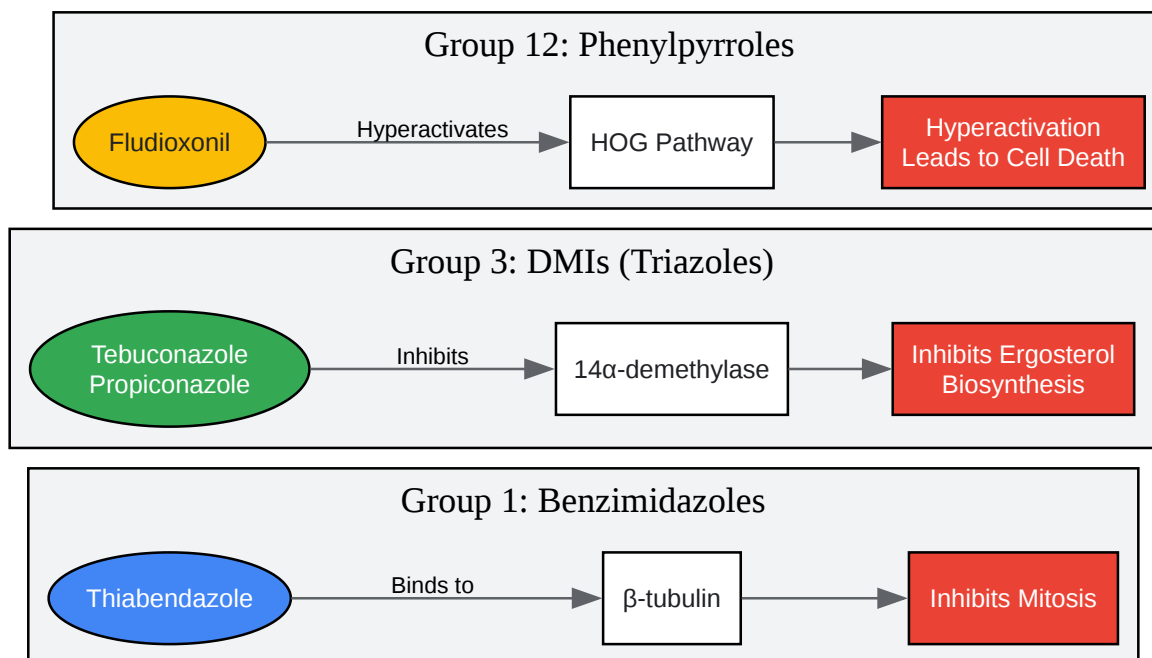 Group 12: Phenylpyrroles
Fludioxonil
Hyperactivates
HOG Pathway
Hyperactivation
Leads to Cell Death
Group 3: DMIs (Triazoles)
Tebuconazole
Propiconazole
Inhibits
14α-demethylase
Inhibits Ergosterol
Biosynthesis
Group 1: Benzimidazoles
Thiabendazole
Binds to
β-tubulin
Inhibits Mitosis